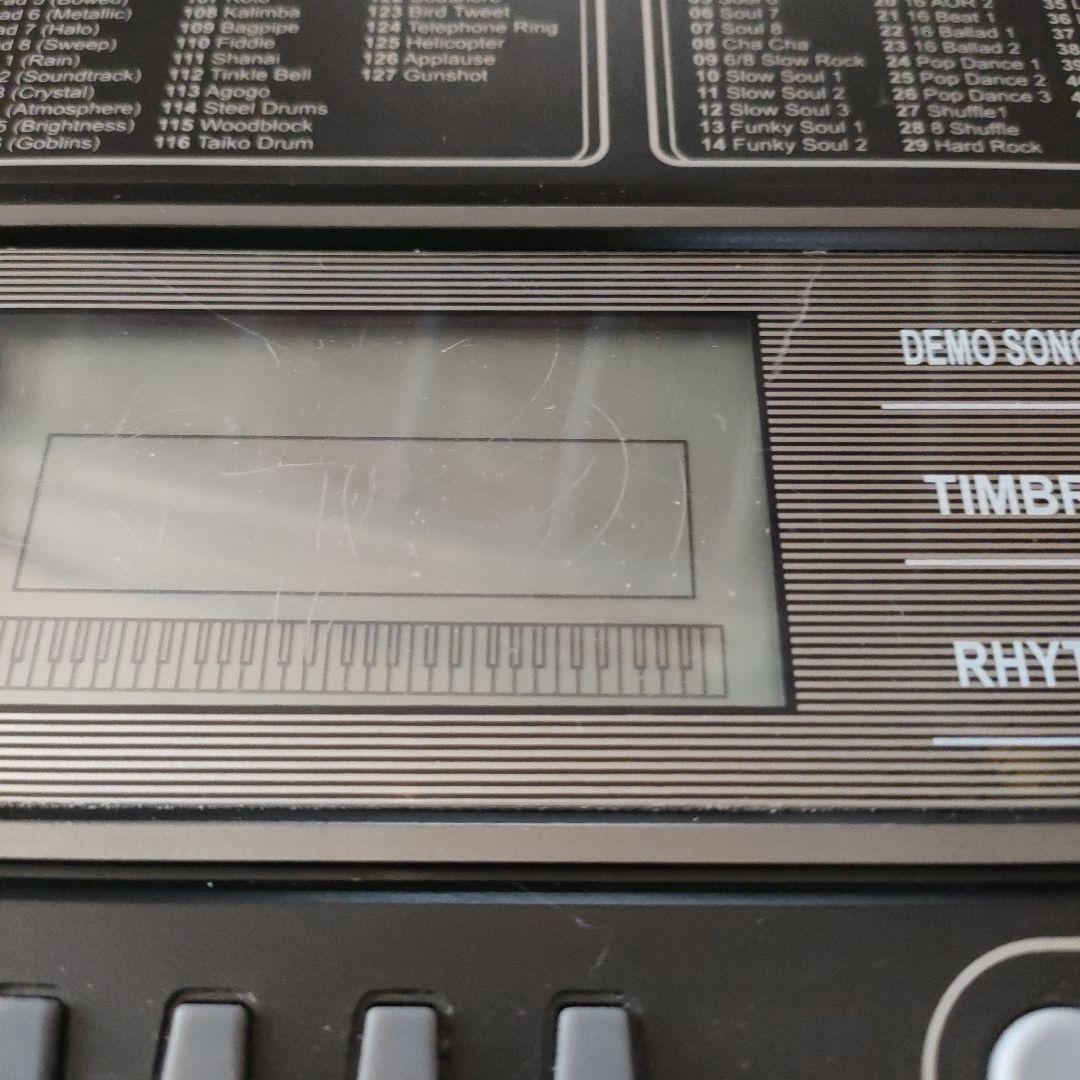 6 (Metallic)
7 (Halo)
8 (Sweep)
1 (Rain)
2 (Soundtrack)
(Crystal)
(Atmosphere)
(Brightness)
(Goblins)
108 Kalimba
109 Bagpipe
110 Fiddle
111 Shanai
112 Tinkle Bell
113 Agogo
114 Steel Drums
115 Woodblock
116 Taiko Drum
123 Bird Tweet
124 Telephone Ring
125 Helicopter
126 Applause
127 Gunshot
06 Soul 7
07 Soul 8
08 Cha Cha
09 6/8 Slow Rock
10 Slow Soul 1
11 Slow Soul 2
12 Slow Soul 3
13 Funky Soul 1
14 Funky Soul 2
21 16 Beat 1
22 16 Ballad 1
23 16 Ballad 2
24 Pop Dance 1
25 Pop Dance 2
26 Pop Dance 3
27 Shuffle1
28 8 Shuffle
29 Hard Rock
35
36
37
38
DEMO SONG
TIMBR
RHYT